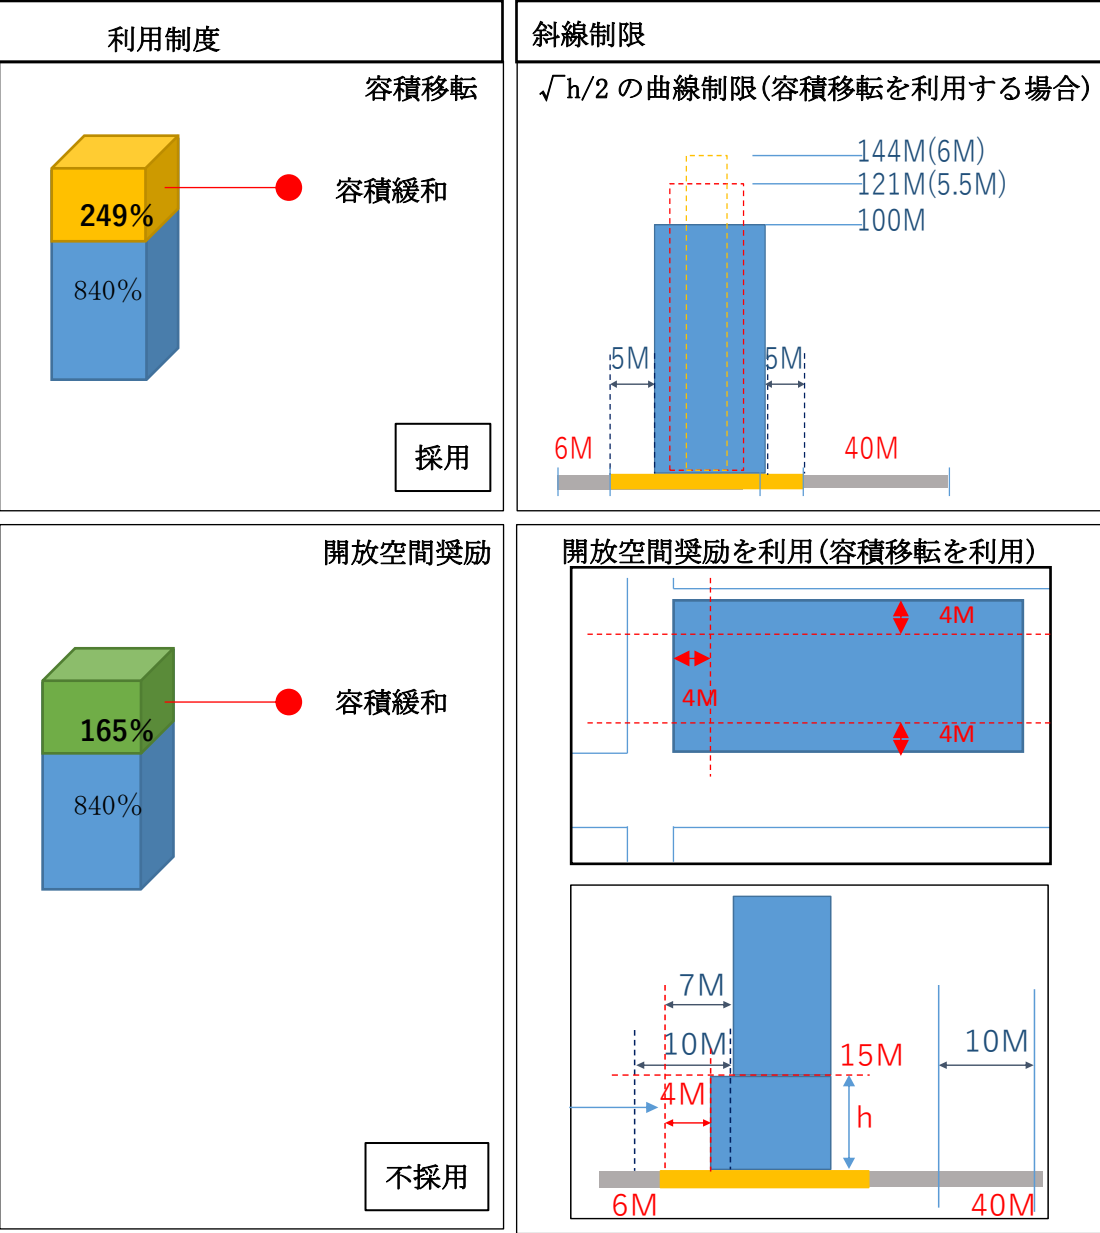 利用制度
斜線制限
容積移転
249%
容積緩和
840%
採用
√h/2 の曲線制限(容積移転を利用する場合)
144M(6M)
121M(5.5M)
100M
5M
5M
6M
40M
開放空間奨励
165%
容積緩和
840%
不採用
開放空間奨励を利用(容積移転を利用)
4M
4M
4M
7M
10M
15M
10M
4M
h
6M
40M